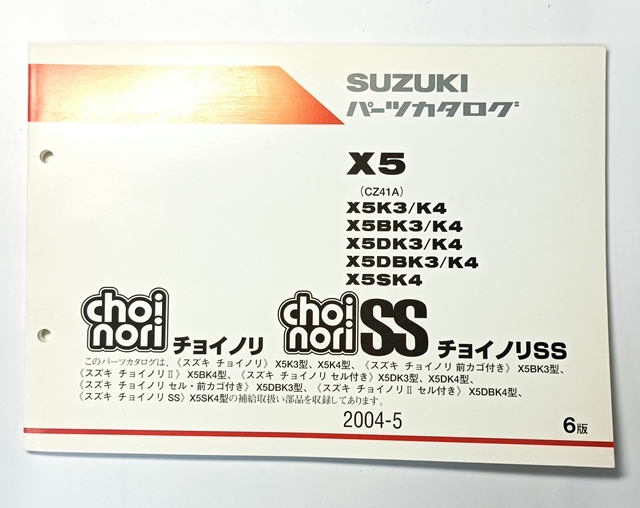 SUZUKI
パーツカタログ
X5
(CZ41A)
X5K3/K4
X5BK3/K4
X5DK3/K4
X5DBK3/K4
X5SK4
choi nori チョイノリ choi nori SS チョイノリSS
このパーツカタログは、《スズキ チョイノリ》 X5K3型、X5K4型、《スズキ チョイノリ 前カゴ付き》 X5BK3型、
《スズキ チョイノリⅡ》 X5BK4型、《スズキ チョイノリ セル付き》 X5DK3型、X5DK4型、
《スズキ チョイノリ セル・前カゴ付き》 X5DBK3型、《スズキ チョイノリⅡ セル付き》 X5DBK4型、
《スズキ チョイノリ SS》 X5SK4型の補給取扱い部品を収録してあります。
2004-5
6版